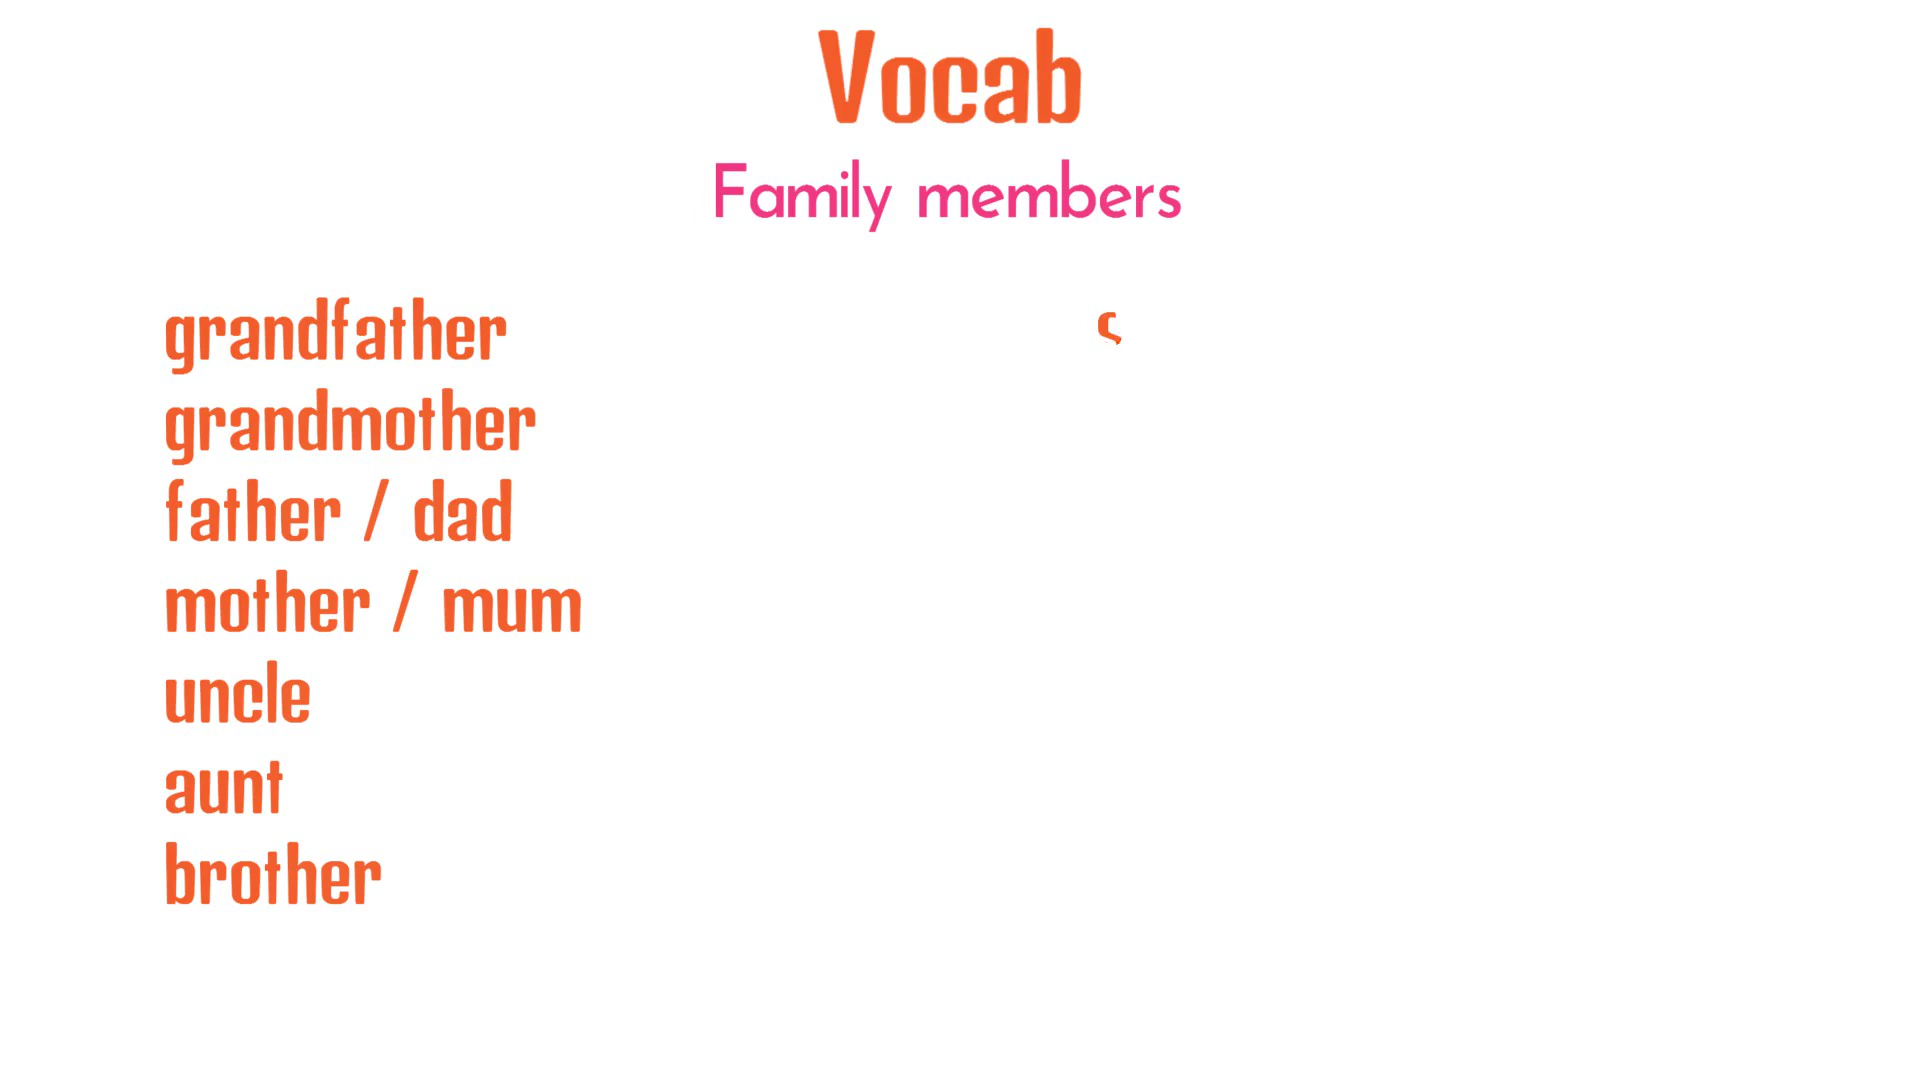 Vocab
Family members
grandfather
grandmother
father / dad
mother / mum
uncle
aunt
brother